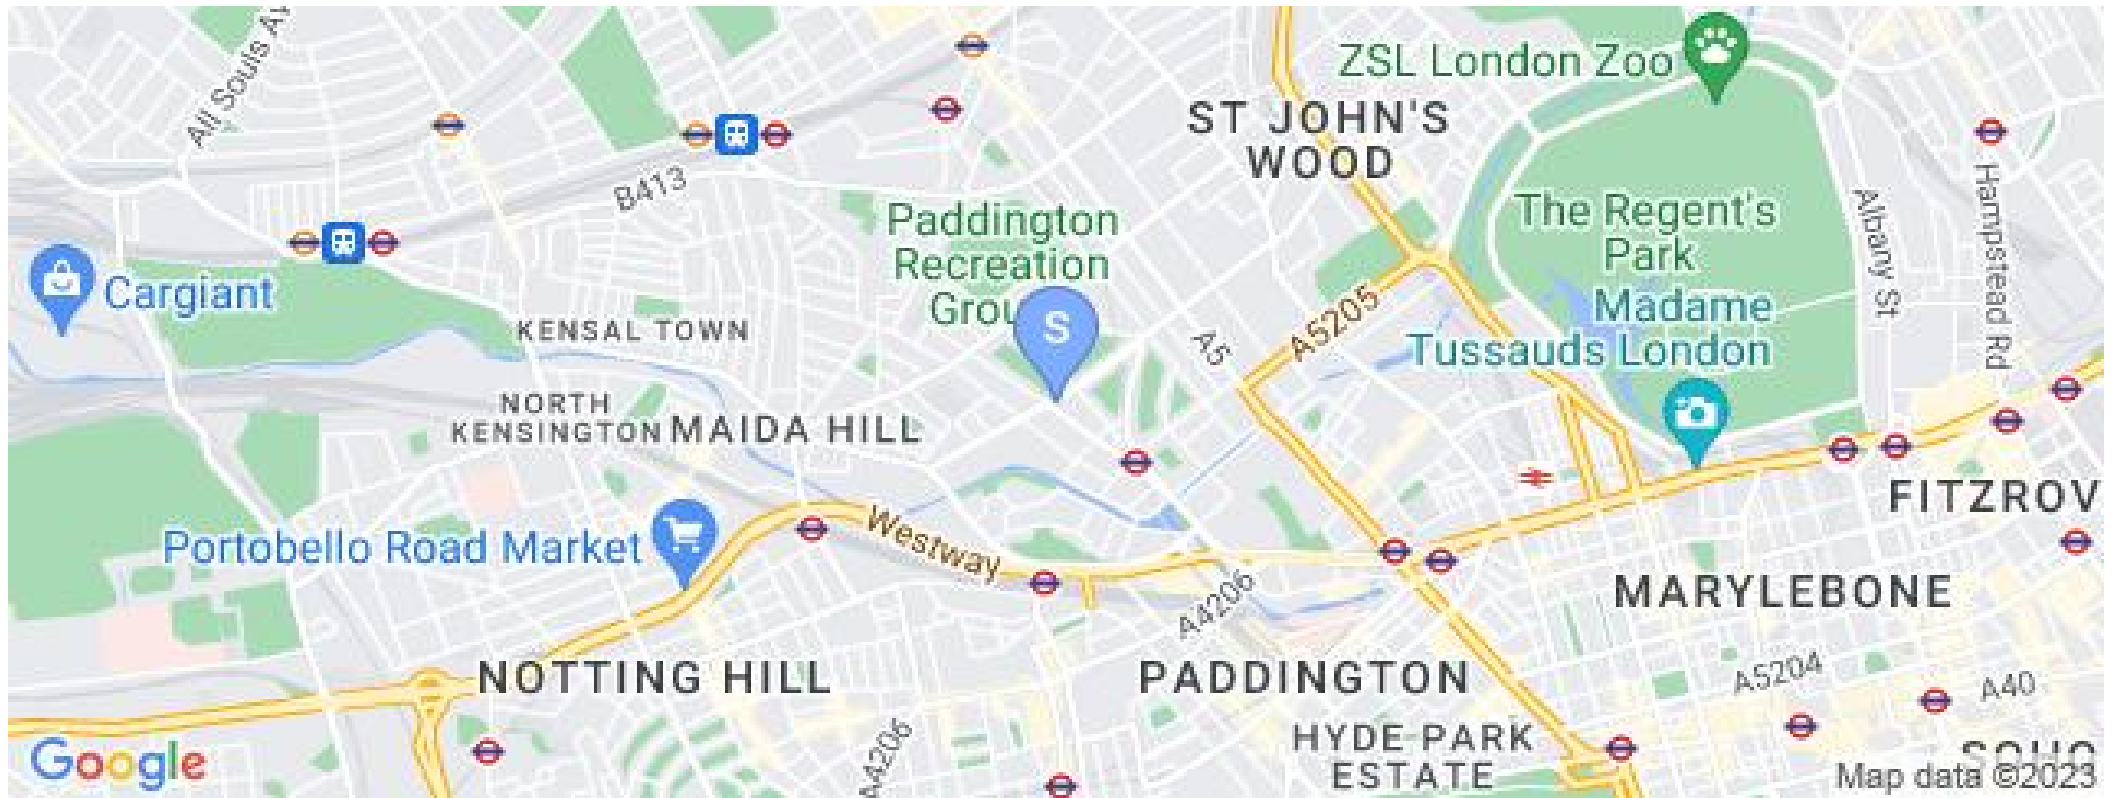 All Souls Av
ZSL London Zoo
ST JOHN'S
WOOD
B413
Paddington
Recreation
Grou
S
The Regent's
Park
Albany St
Hampstead Rd
Cargiant
KENSAL TOWN
A5
A5205
Madame
Tussauds London
NORTH
KENSINGTON
MAIDA HILL
FITZROV
Portobello Road Market
Westway
MARYLEBONE
A4206
NOTTING HILL
PADDINGTON
A5204
A40
A4206
HYDE PARK
ESTATE
SOHO
Google
Map data ©2023